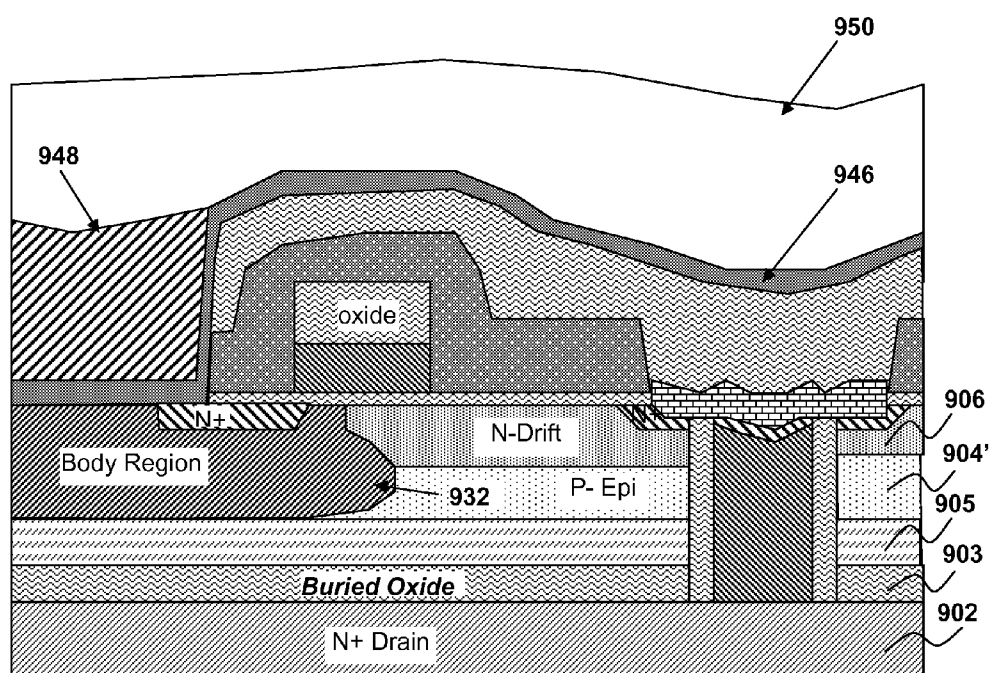 950
948
946
oxide
N+
N-Drift
906
Body Region
904’
P- Epi
932
905
903
Buried Oxide
902
N+ Drain